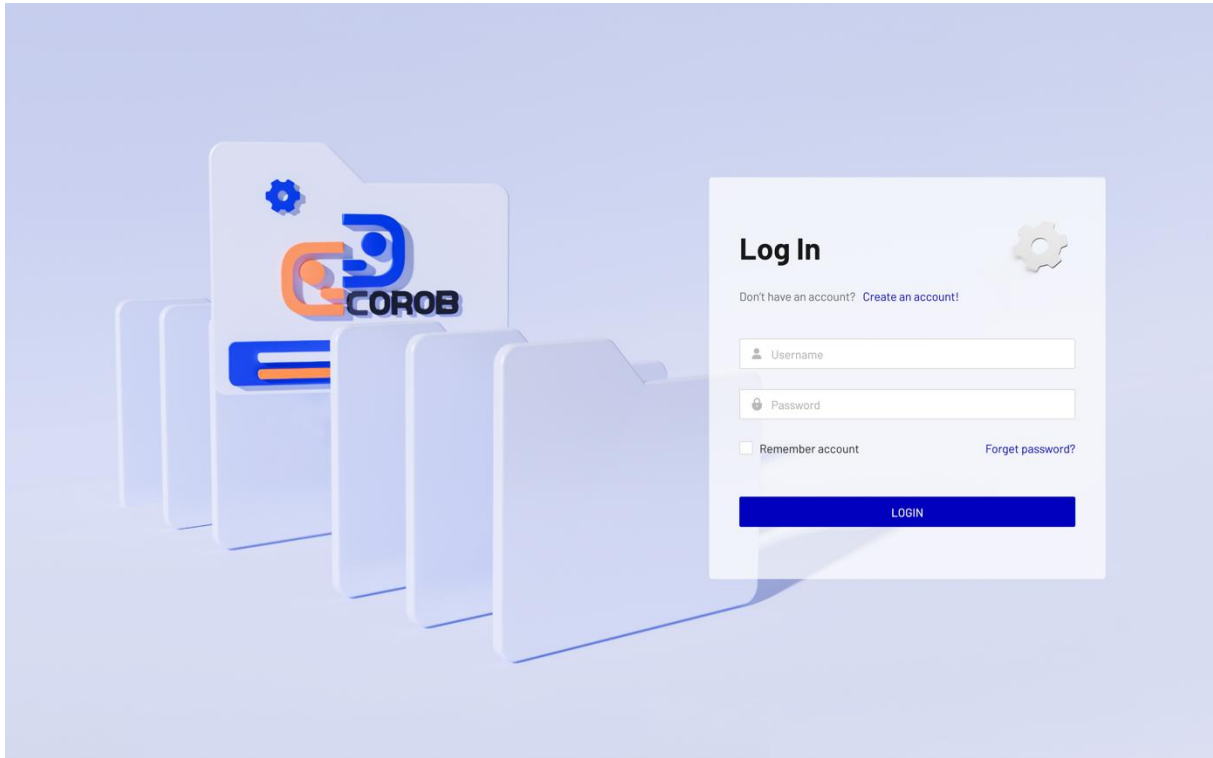 COROB
Log In
Don't have an account? Create an account!
Username
Password
Remember account Forget password?
LOGIN